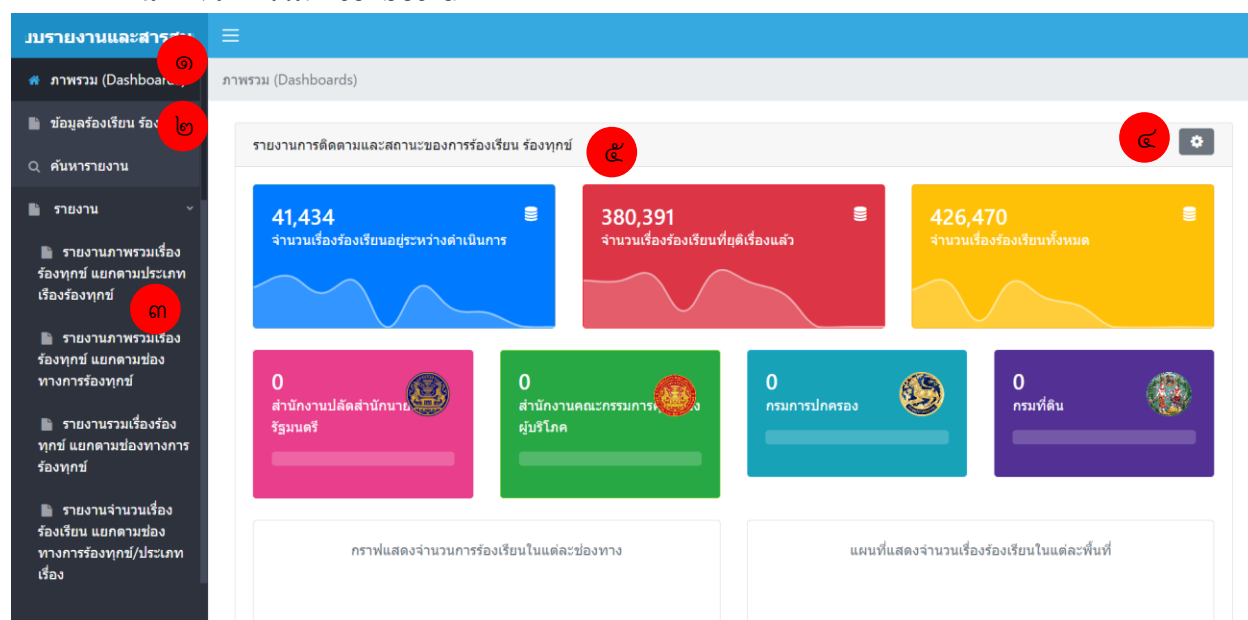 ๑
ภาพรวม (Dashboards)
ข้อมูลร้องเรียน
๒
ค้นหารายงาน
รายงาน
รายงานภาพรวมเรื่อง
ร้องทุกข์ แยกตามประเภท
เรื่องร้องทุกข์
๓
รายงานภาพรวมเรื่อง
ร้องทุกข์ แยกตามช่อง
ทางการร้องทุกข์
รายงานรวมเรื่องร้อง
ทุกข์ แยกตามช่องทางการ
ร้องทุกข์
รายงานจำนวนเรื่อง
ร้องเรียน แยกตามช่อง
ทางการร้องทุกข์/ประเภท
เรื่อง
ภาพรวม (Dashboards)
รายงานการติดตามและสถานะของการร้องเรียน ร้องทุกข์
๕
๔
41,434
จำนวนเรื่องร้องเรียนอยู่ระหว่างดำเนินการ
380,391
จำนวนเรื่องร้องเรียนที่ยุติเรื่องแล้ว
426,470
จำนวนเรื่องร้องเรียนทั้งหมด
0
สำนักงานปลัดสำนักนายก
รัฐมนตรี
0
สำนักงานคณะกรรมการ
ผู้บริโภค
0
กรมการปกครอง
0
กรมที่ดิน
กราฟแสดงจำนวนการร้องเรียนในแต่ละช่องทาง
แผนที่แสดงจำนวนเรื่องร้องเรียนในแต่ละพื้นที่